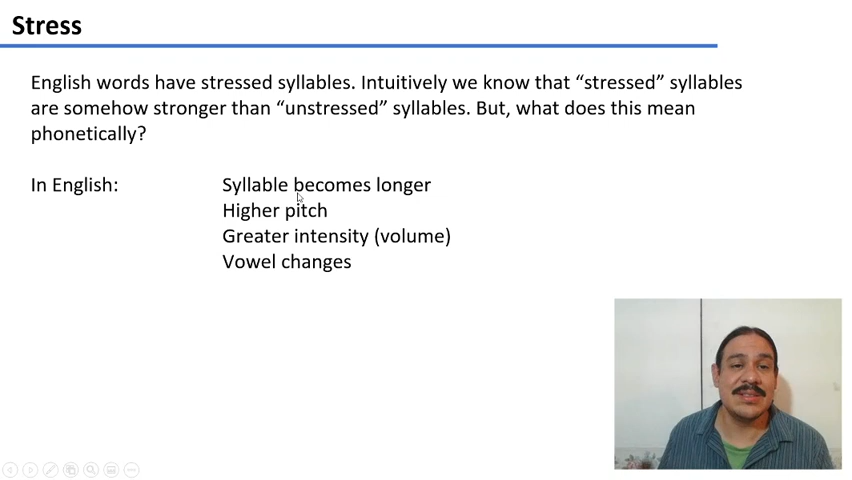 Stress
English words have stressed syllables. Intuitively we know that “stressed” syllables
are somehow stronger than “unstressed” syllables. But, what does this mean
phonetically?
In English: Syllable becomes longer
Higher pitch
Greater intensity (volume)
Vowel changes